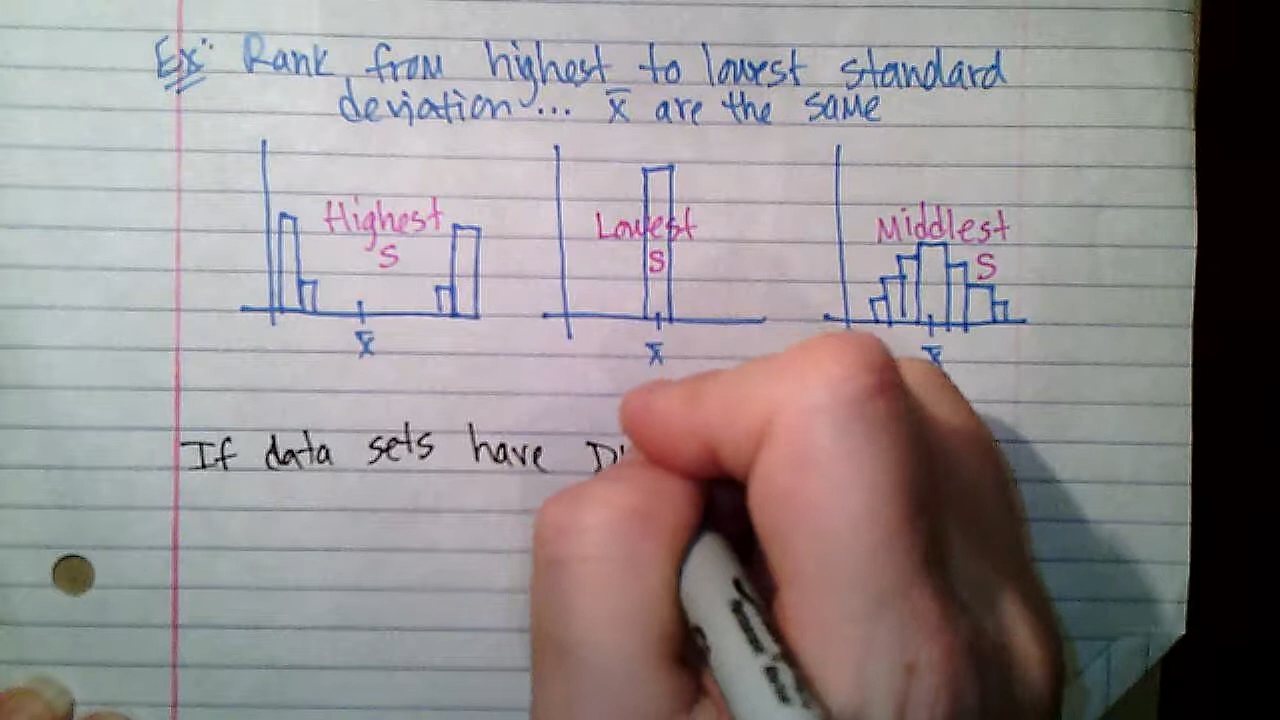 Ex: Rank from highest to lowest standard
deviation... x̄ are the same
Highest
S
Lowest
S
Middlest
S
x̄
x̄
x̄
If data sets have